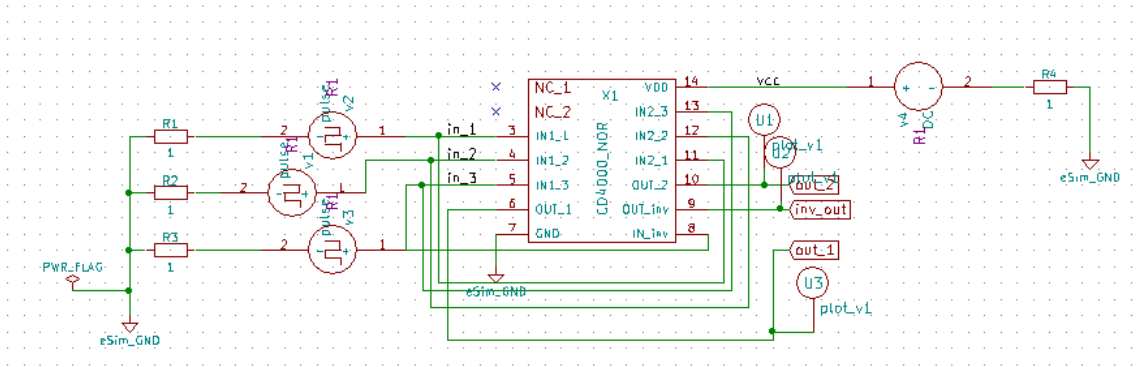 R1
1
2
pulse
R1
v2
1
in_1
R2
1
2
pulse
R1
v1
1
in_2
in_3
R3
1
2
pulse
R1
v3
1
PWR_FLAG
eSim_GND
NC_1
NC_2
X1
CD4000_NOR
3 IN1_1
4 IN1_2
5 IN1_3
6 OUT_1
7 GND
VDD 14
IN2_3 13
IN2_2 12
IN2_1 11
OUT_2 10
OUT_inv 9
IN_inv 8
eSim_GND
vcc
1
+ -
2
v4
R1
DC
R4
1
eSim_GND
U1
plot_v1
U2
plot_v1
out_2
inv_out
out_1
U3
plot_v1